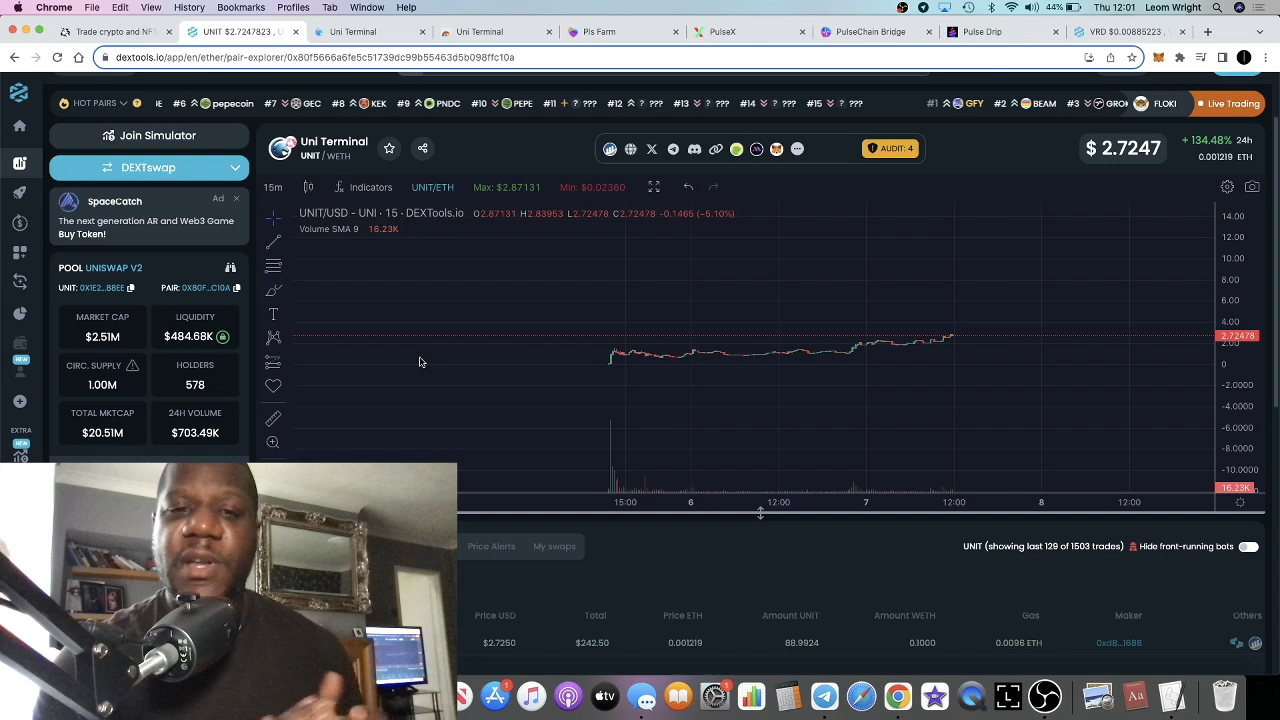 Chrome File Edit View History Bookmarks Profiles Tab Window Help 44% Thu 12:01 Leom Wright
Trade crypto and NFT UNIT $2.7247823 , U Uni Terminal Uni Terminal Pls Farm PulseX PulseChain Bridge Pulse Drip VRD $0.00885223 ,
dextools.io/app/en/ether/pair-explorer/0x80f5666a6fe5c51739dc99b55463d5b098ffc10a
HOT PAIRS #6 pepecoin #7 GEC #8 KEK #9 PNDC #10 PEPE #11 ??? #12 ??? #13 ??? #14 ??? #15 ??? #1 GFY #2 BEAM #3 GRO FLOKI Live Trading
Join Simulator
DEXTswap
SpaceCatch Ad
The next generation AR and Web3 Game
Buy Token!
POOL UNISWAP V2
UNIT: 0X1E2...88EE PAIR: 0X80F...C10A
MARKET CAP LIQUIDITY
$2.51M $484.68K
CIRC. SUPPLY HOLDERS
1.00M 578
TOTAL MKTCAP 24H VOLUME
$20.51M $703.49K
NEW
EXTRA
NEW
Uni Terminal
UNIT / WETH
AUDIT: 4
$ 2.7247
+ 134.48% 24h
0.001219 ETH
15m Indicators UNIT/ETH Max: $2.87131 Min: $0.02360
UNIT/USD - UNI · 15 · DEXTools.io O2.87131 H2.83953 L2.72478 C2.72478 -0.1465 (-5.10%)
Volume SMA 9 16.23K
14.00
12.00
10.00
8.00
6.00
4.00
2.72478
2.00
0
-2.0000
-4.0000
-6.0000
-8.0000
-10.0000
16.23K
15:00 6 12:00 7 12:00 8 12:00
Price Alerts My swaps UNIT (showing last 129 of 1503 trades) Hide front-running bots
Price USD Total Price ETH Amount UNIT Amount WETH Gas Maker Others
$2.7250 $242.50 0.001219 88.9924 0.1000 0.0096 ETH 0xd8...1688